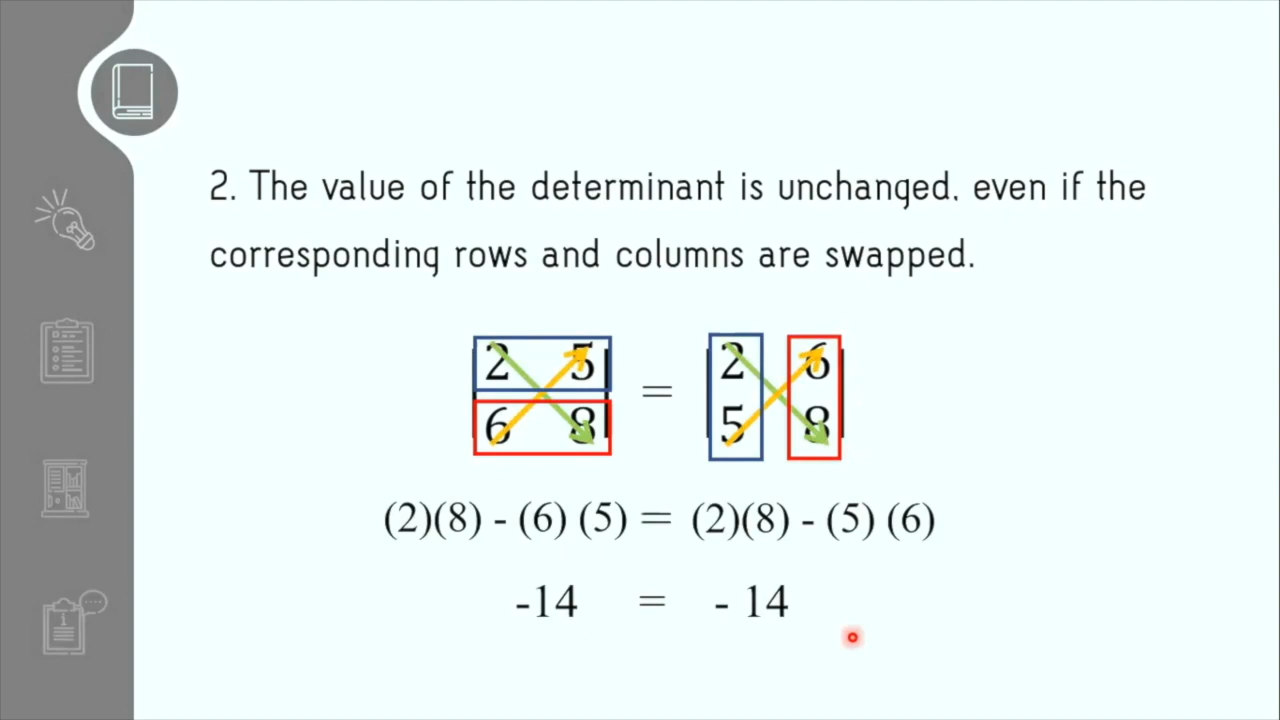 2. The value of the determinant is unchanged, even if the
corresponding rows and columns are swapped.
2 5 = 2 6
6 8 5 8
(2)(8) - (6) (5) = (2)(8) - (5) (6)
-14 = - 14